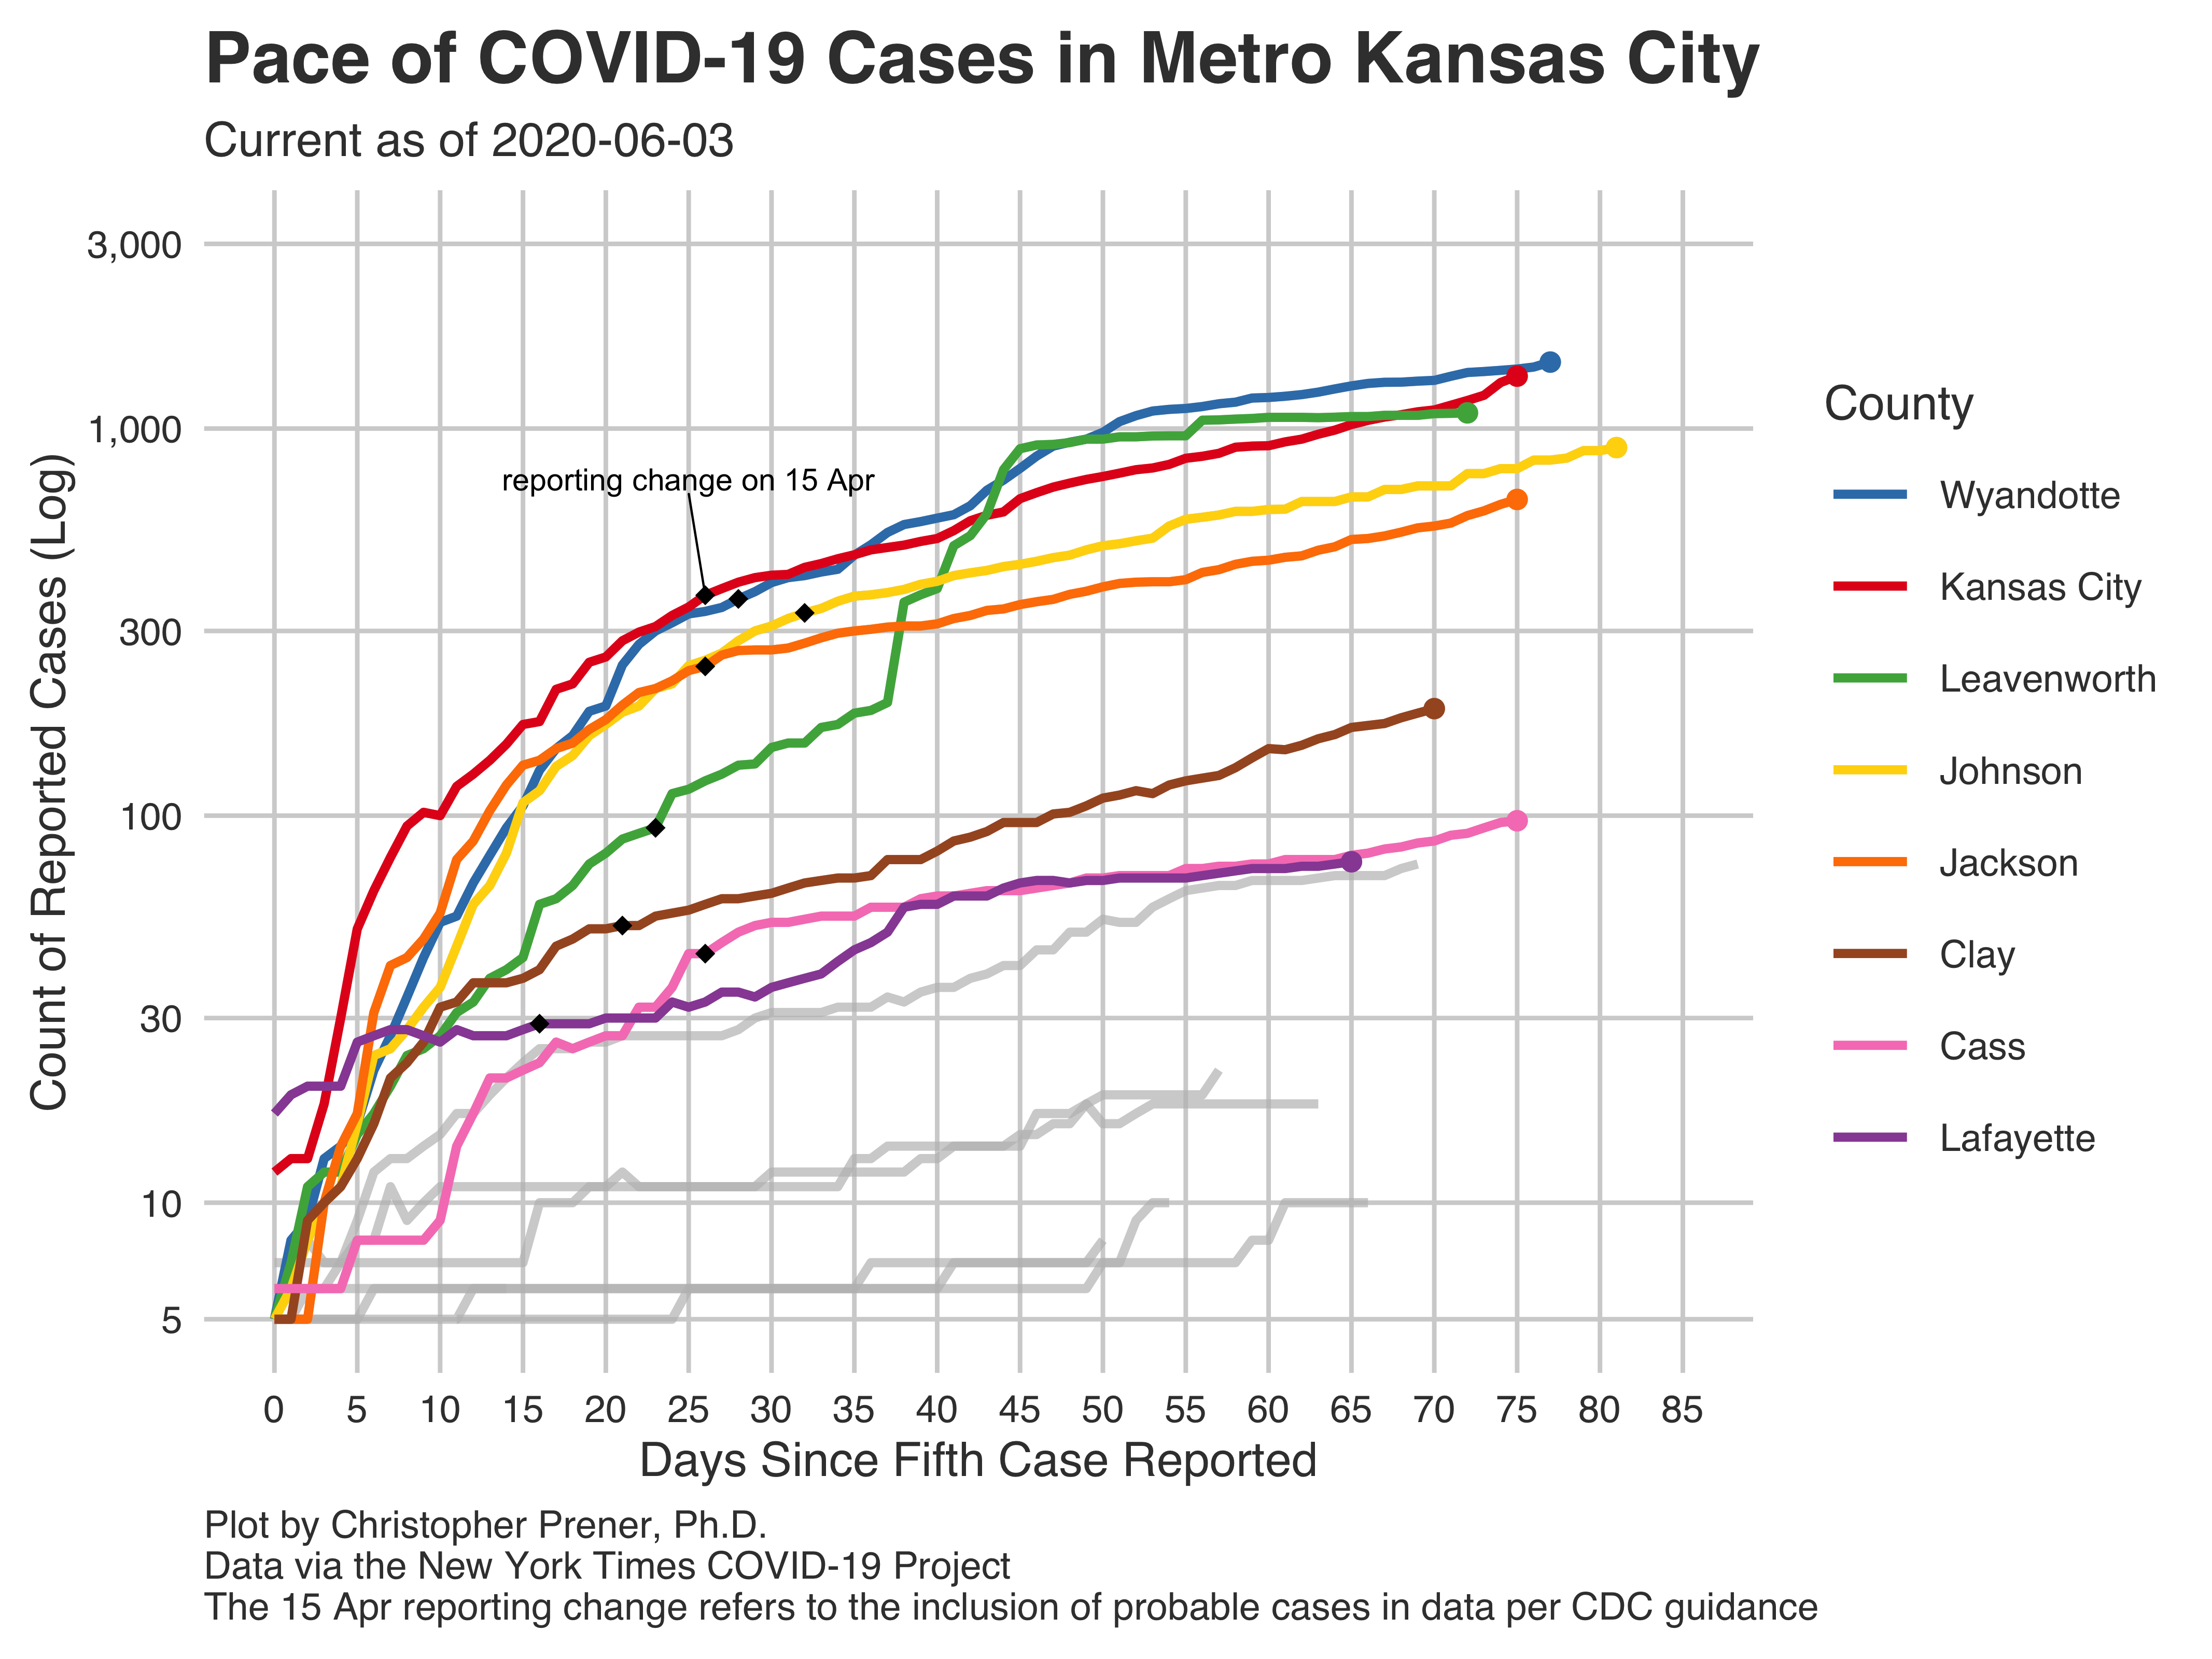 Pace of COVID-19 Cases in Metro Kansas City
Current as of 2020-06-03
Count of Reported Cases (Log)
3,000
1,000
300
100
30
10
5
reporting change on 15 Apr
0 5 10 15 20 25 30 35 40 45 50 55 60 65 70 75 80 85
Days Since Fifth Case Reported
County
Wyandotte
Kansas City
Leavenworth
Johnson
Jackson
Clay
Cass
Lafayette
Plot by Christopher Prener, Ph.D.
Data via the New York Times COVID-19 Project
The 15 Apr reporting change refers to the inclusion of probable cases in data per CDC guidance